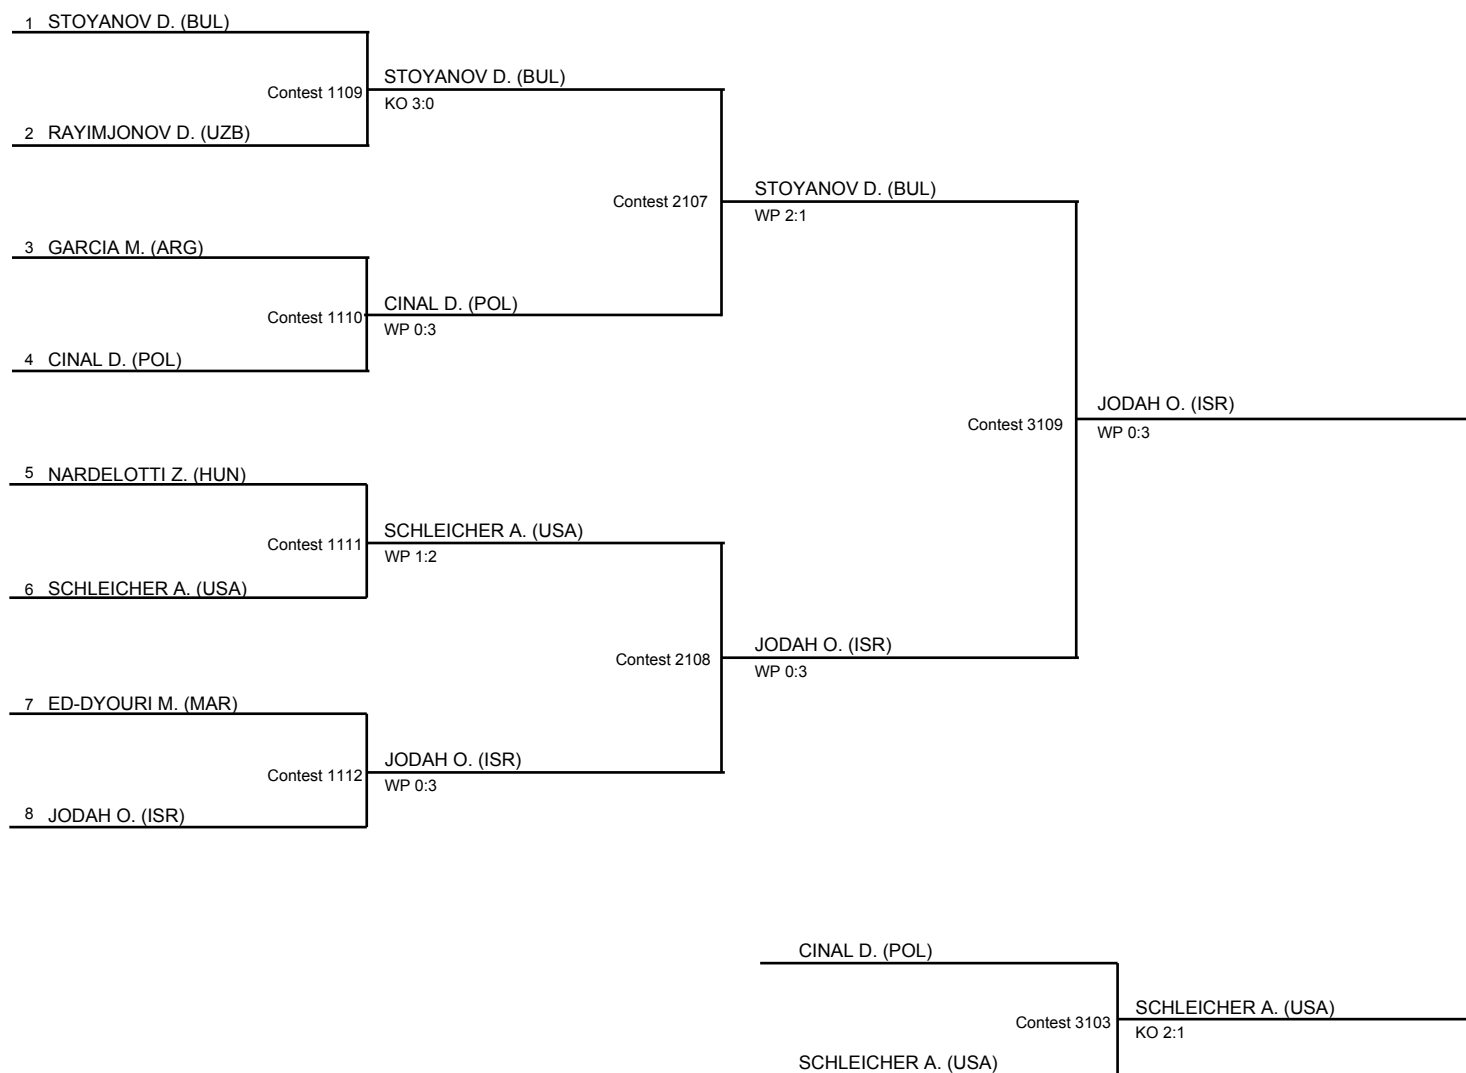 1 STOYANOV D. (BUL)
STOYANOV D. (BUL)
Contest 1109
KO 3:0
2 RAYIMJONOV D. (UZB)
STOYANOV D. (BUL)
Contest 2107
WP 2:1
3 GARCIA M. (ARG)
CINAL D. (POL)
Contest 1110
WP 0:3
4 CINAL D. (POL)
JODAH O. (ISR)
Contest 3109
WP 0:3
5 NARDELOTTI Z. (HUN)
SCHLEICHER A. (USA)
Contest 1111
WP 1:2
6 SCHLEICHER A. (USA)
JODAH O. (ISR)
Contest 2108
WP 0:3
7 ED-DYOURI M. (MAR)
JODAH O. (ISR)
Contest 1112
WP 0:3
8 JODAH O. (ISR)
CINAL D. (POL)
SCHLEICHER A. (USA)
Contest 3103
KO 2:1
SCHLEICHER A. (USA)